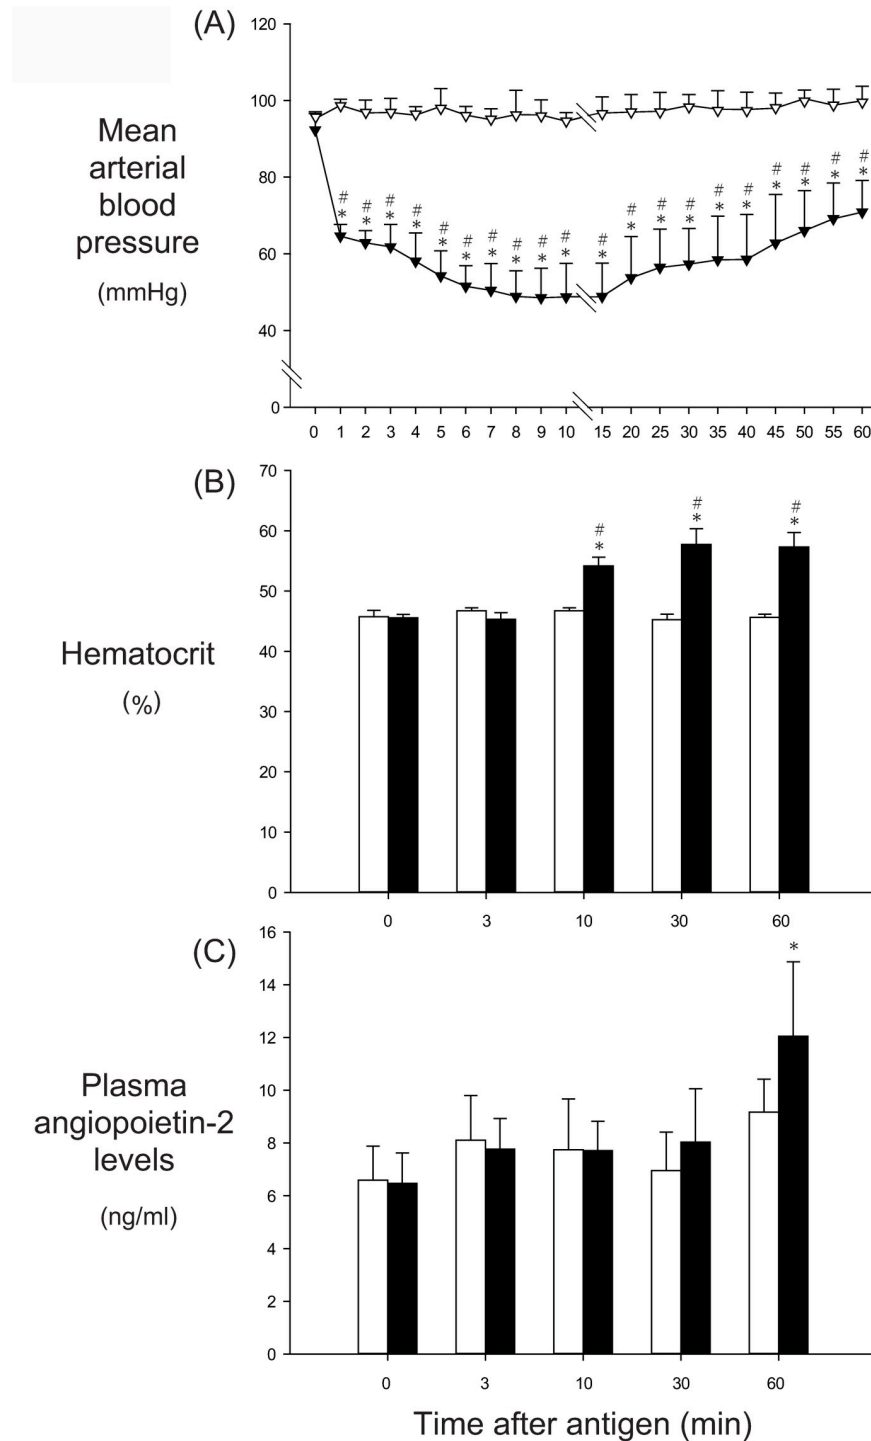 (A)
120
100
80
60
40
0
Mean
arterial
blood
pressure
(mmHg)
# # # # # # # # # # # # # # # # # # # #
* * * * * * * * * * * * * * * * * * * *
0 1 2 3 4 5 6 7 8 9 10 15 20 25 30 35 40 45 50 55 60
(B)
70
60
50
40
30
20
10
0
Hematocrit
(%)
# # #
* * *
0 3 10 30 60
(C)
16
14
12
10
8
6
4
2
0
Plasma
angiopoietin-2
levels
(ng/ml)
*
0 3 10 30 60
Time after antigen (min)